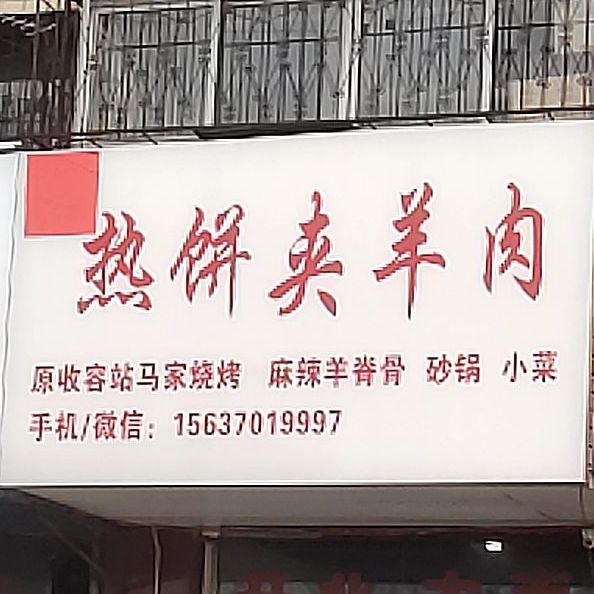 热饼夹羊肉
原收容站马家烧烤 麻辣羊脊骨 砂锅 小菜
手机/微信：15637019997